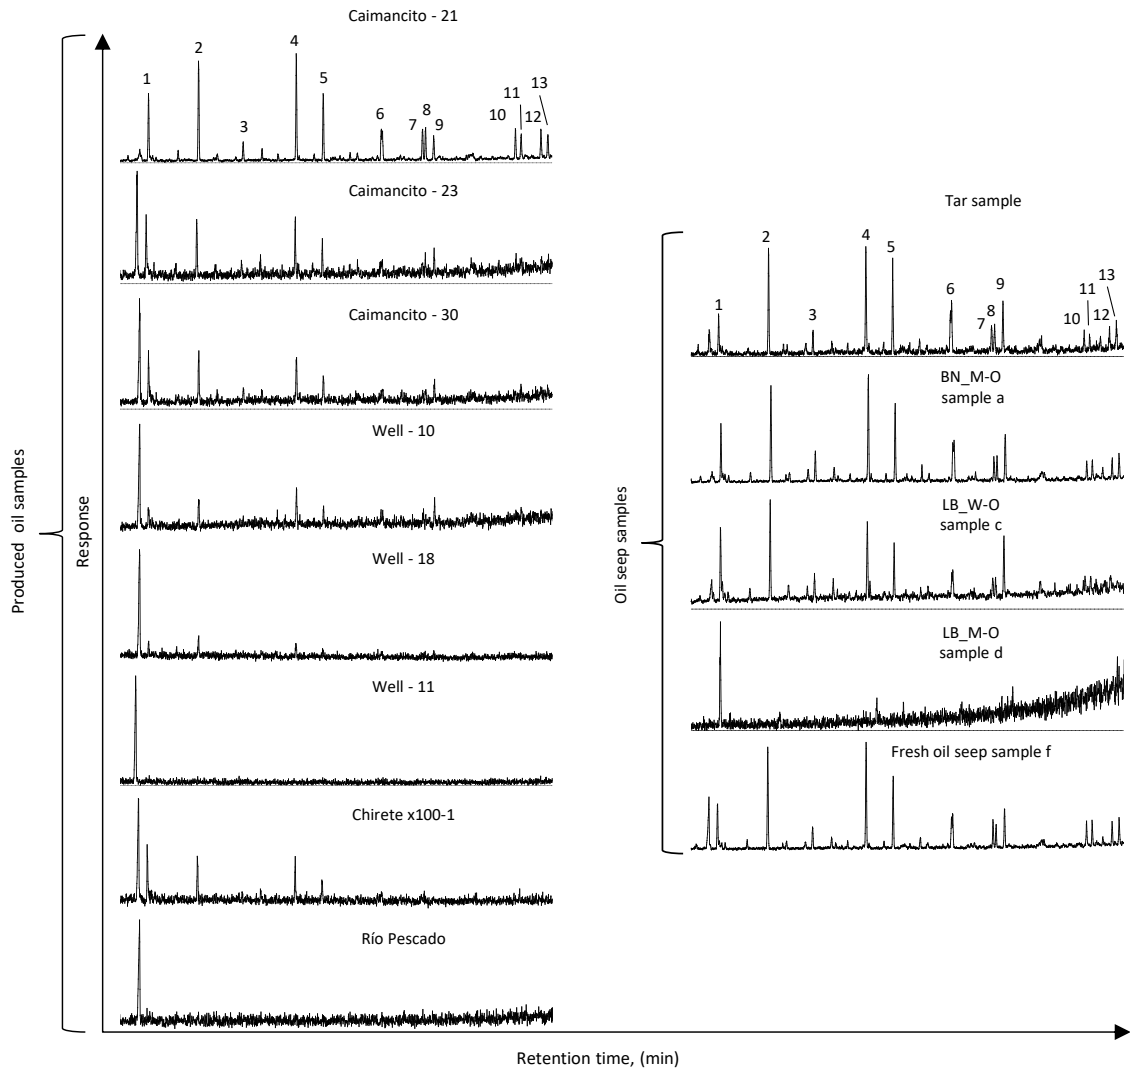 Caimancito - 21
1
2
3
4
5
6
7
8
9
10
11
12
13
Caimancito - 23
Caimancito - 30
Well - 10
Well - 18
Well - 11
Chirete x100-1
Río Pescado
Produced oil samples
Response
Tar sample
1
2
3
4
5
6
7
8
9
10
11
12
13
BN_M-O
sample a
LB_W-O
sample c
LB_M-O
sample d
Fresh oil seep sample f
Oil seep samples
Retention time, (min)